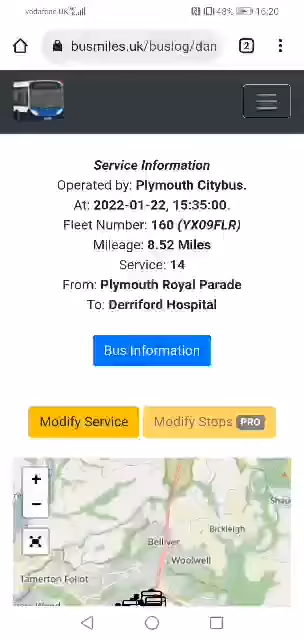 vodafone UK 48% 16:20
busmiles.uk/buslog/dan 2
Service Information
Operated by: Plymouth Citybus.
At: 2022-01-22, 15:35:00.
Fleet Number: 160 (YX09FLR)
Mileage: 8.52 Miles
Service: 14
From: Plymouth Royal Parade
To: Derriford Hospital
Bus Information
Modify Service Modify Stops PRO
+
−
Shau
Bickleigh
Belliver
Woolwell
Tamerton Foliot